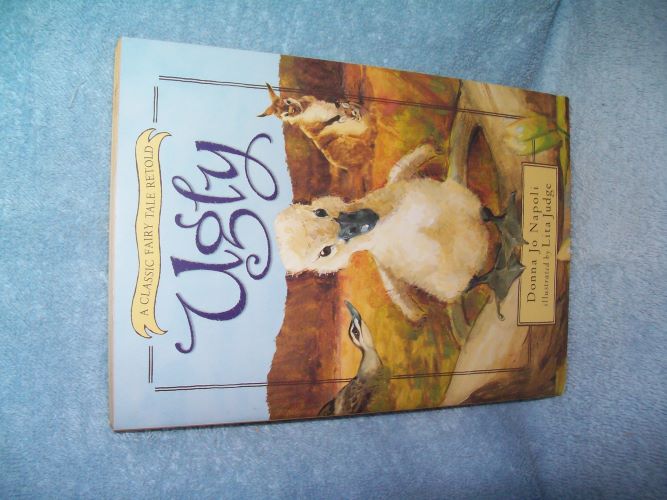 A CLASSIC FAIRY TALE RETOLD
Ugly
Donna Jo Napoli
illustrated by Lita Judge